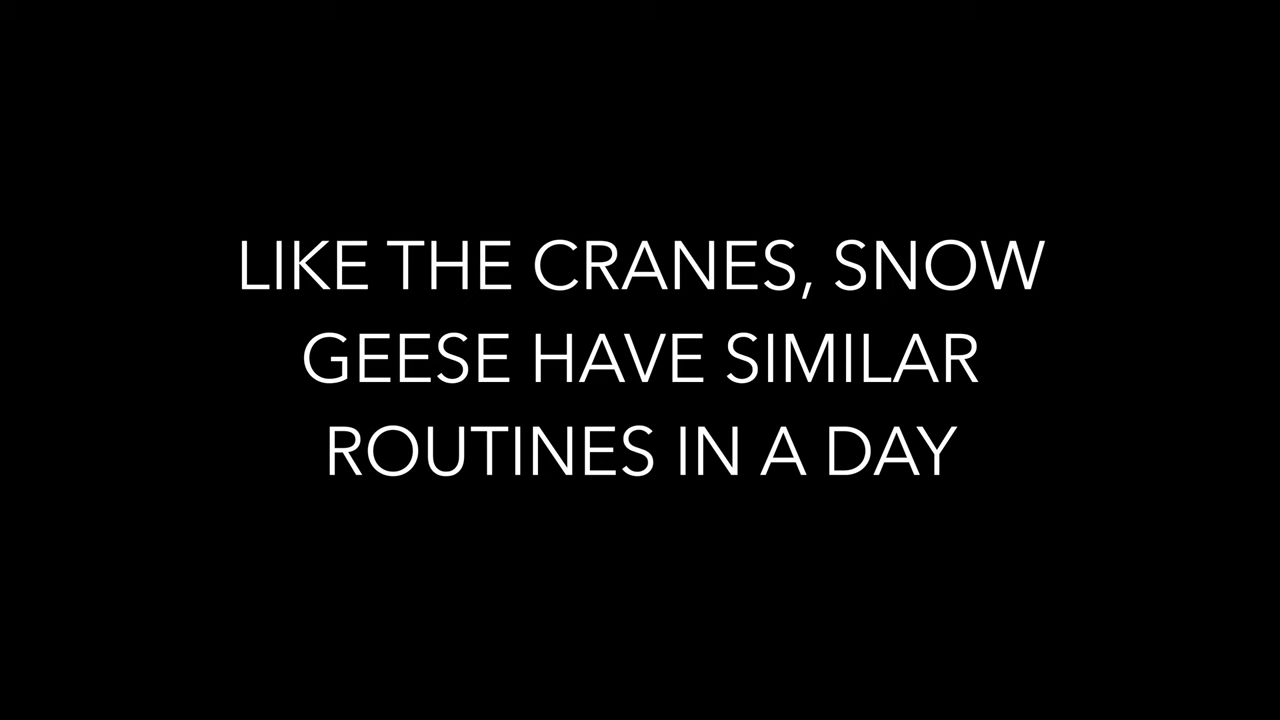 LIKE THE CRANES, SNOW
GEESE HAVE SIMILAR
ROUTINES IN A DAY